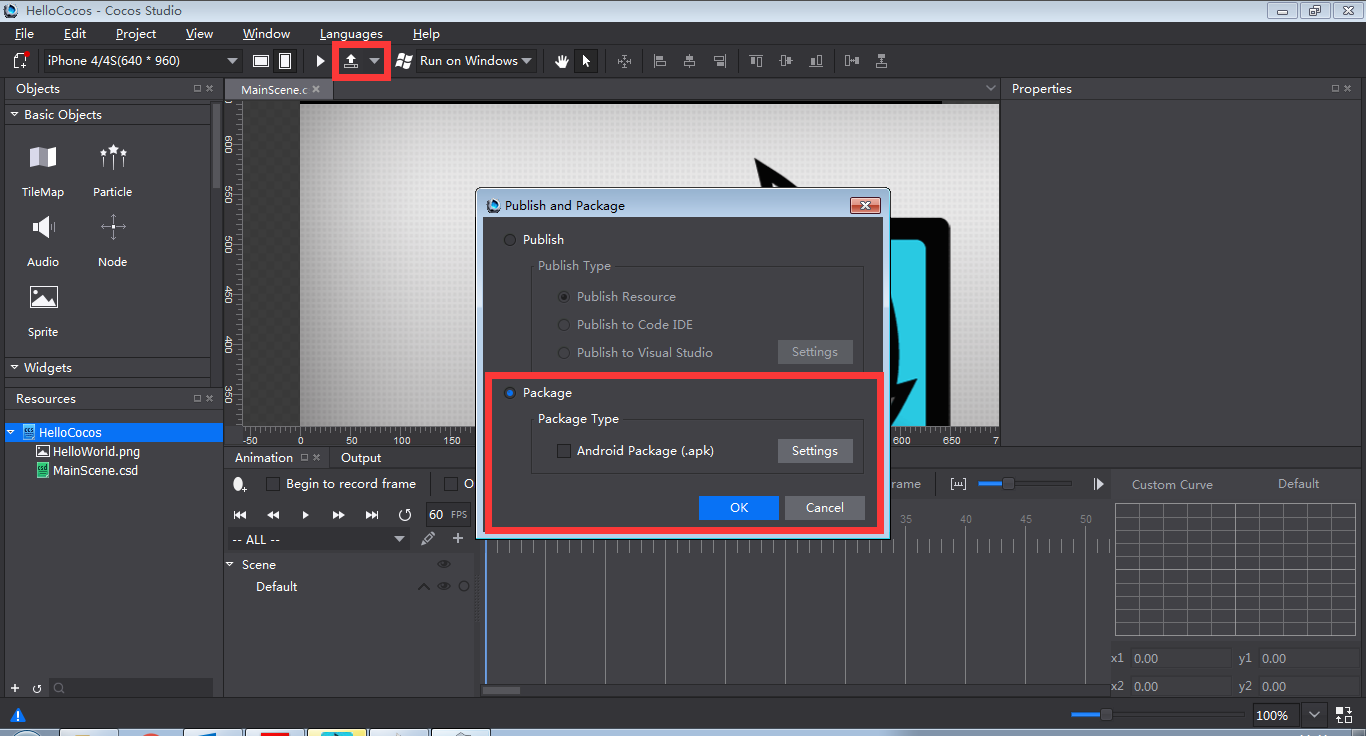 HelloCocos - Cocos Studio
File Edit Project View Window Languages Help
iPhone 4/4S(640 * 960) Run on Windows
Objects
Basic Objects
TileMap Particle
Audio Node
Sprite
Widgets
Resources
HelloCocos
HelloWorld.png
MainScene.csd
MainScene.c
600
550
500
450
400
350
-50 0 50 100 150 600 650 7
Properties
Publish and Package
Publish
Publish Type
Publish Resource
Publish to Code IDE
Publish to Visual Studio
Settings
Package
Package Type
Android Package (.apk)
Settings
OK Cancel
Animation Output
Begin to record frame O rame
60 FPS
-- ALL --
Scene
Default
35 40 45 50
Custom Curve Default
x1 0.00 y1 0.00
x2 0.00 y2 0.00
100%